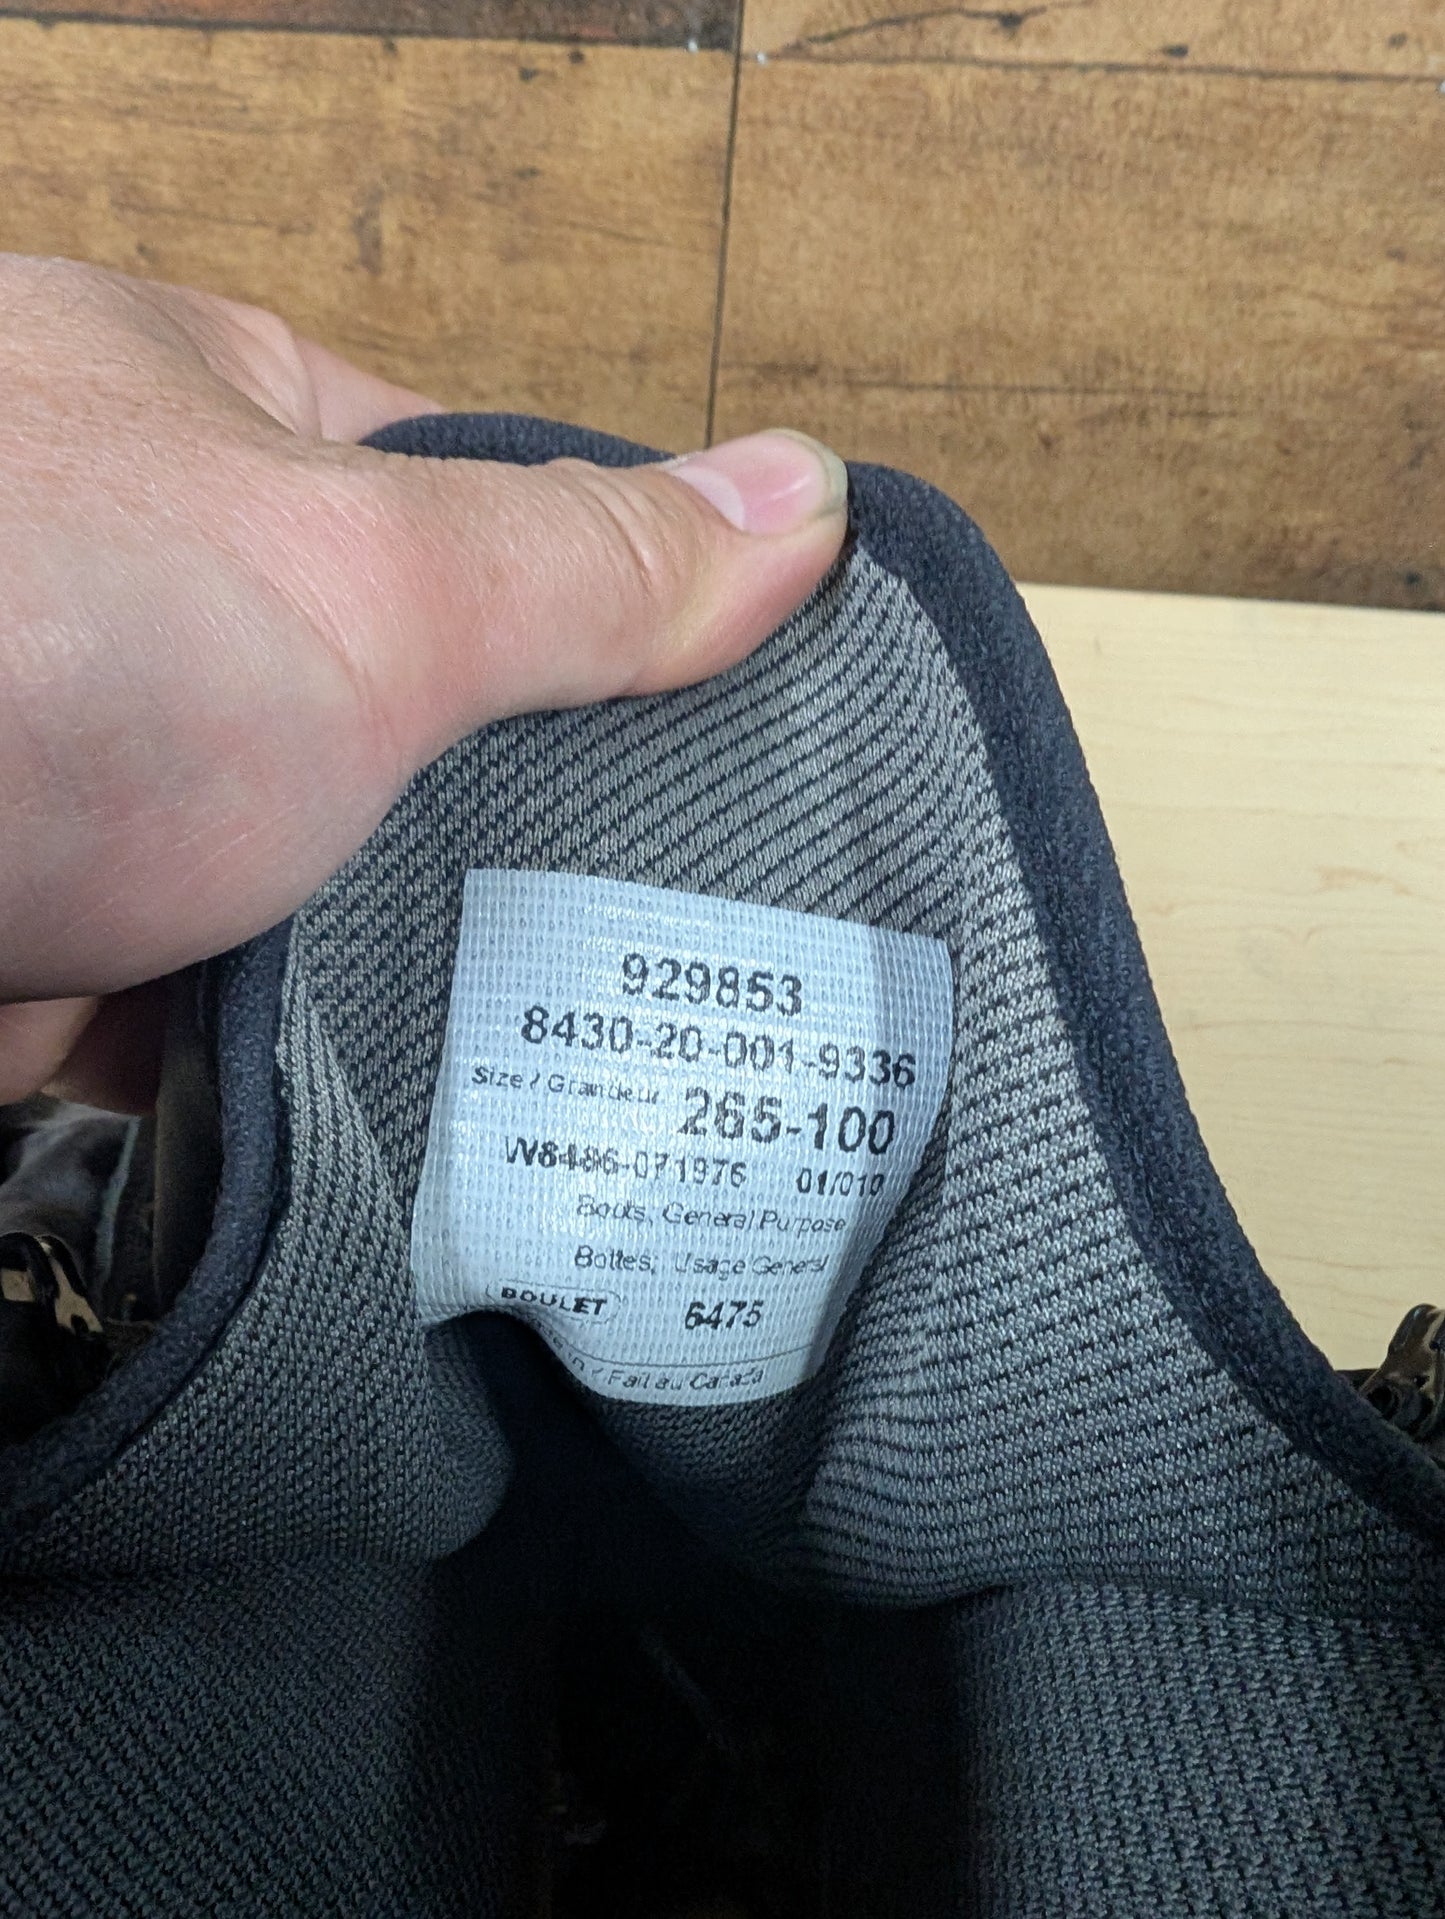 929853
8430-20-001-9336
Size / Grandeur 265-100
W8486-071976 01/010
Boots, General Purpose
Bottes; Usage General
BOULET 6475
in / Fait au Canada